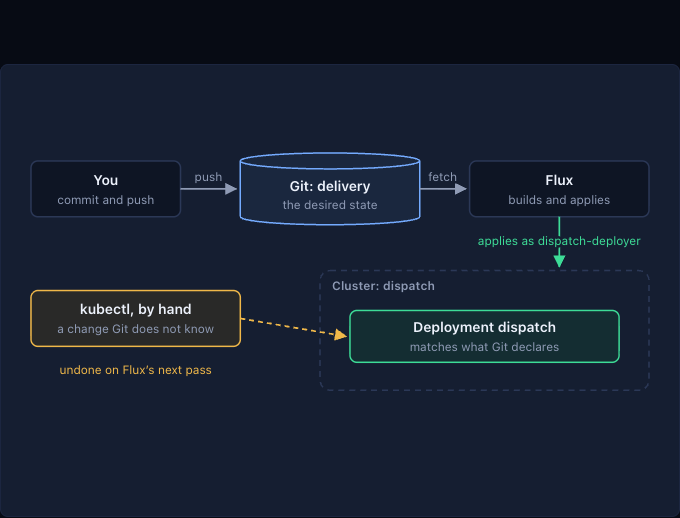 You
commit and push
push
Git: delivery
the desired state
fetch
Flux
builds and applies
applies as dispatch-deployer
Cluster: dispatch
kubectl, by hand
a change Git does not know
Deployment dispatch
matches what Git declares
undone on Flux's next pass